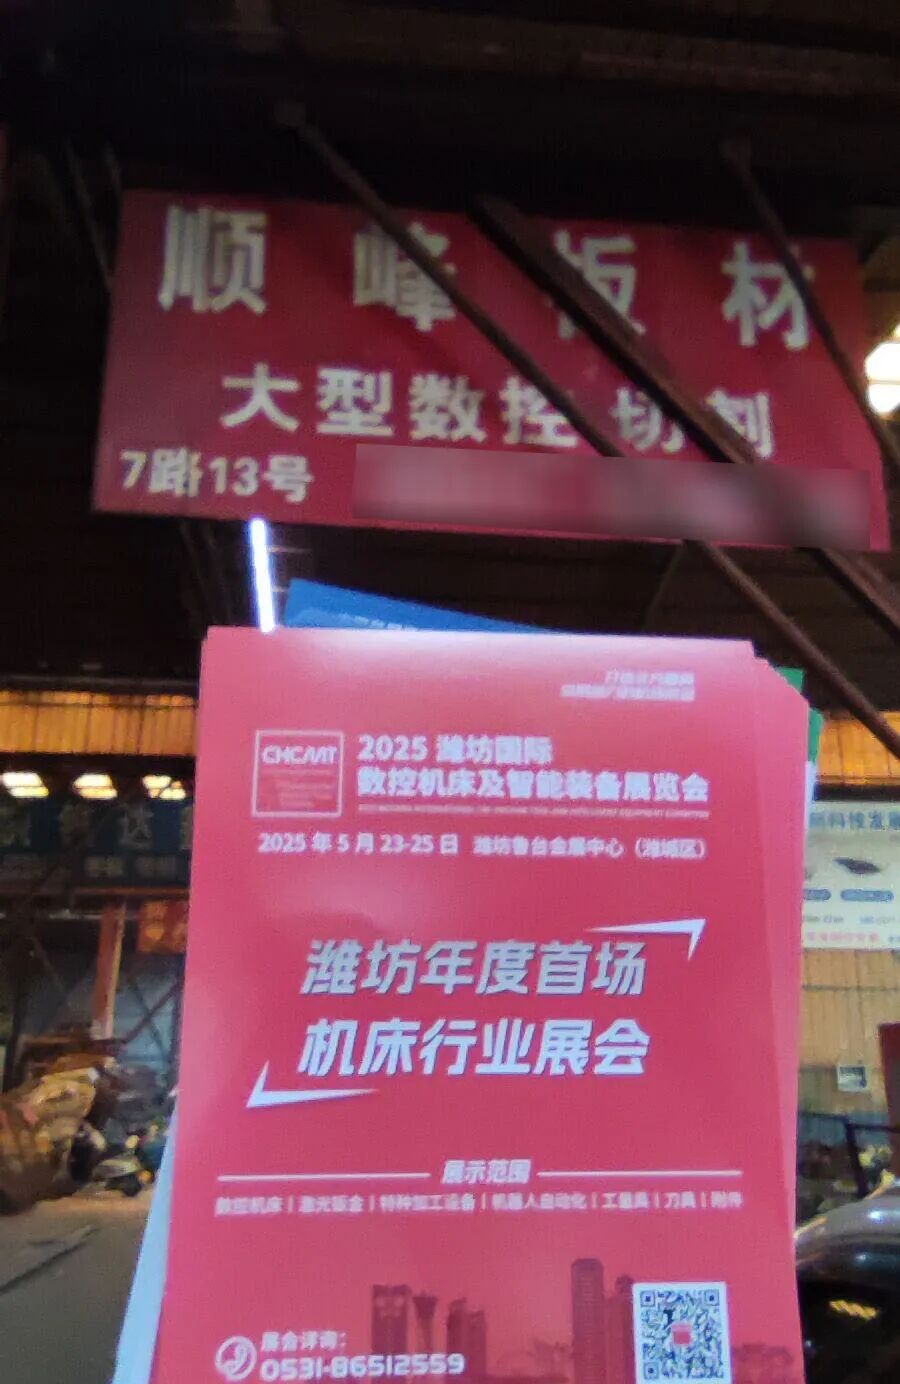 顺峰板材
大型数控切割
7路13号
CHCMT
2025 潍坊国际
数控机床及智能装备展览会
2025 年 5 月 23-25 日 潍坊鲁台会展中心（潍城区）
潍坊年度首场
机床行业展会
展示范围
数控机床 | 激光钣金 | 特种加工设备 | 机器人自动化 | 工量具 | 刀具 | 附件
展会详询：
0531-86512559
科技发展